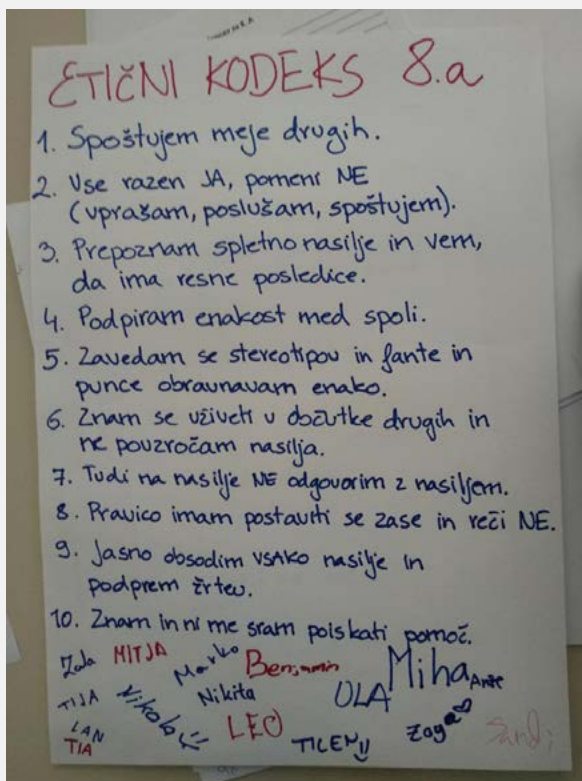 ETIČNI KODEKS 8.a
1. Spoštujem meje drugih.
2. Vse razen JA, pomeni NE
(vprašam, poslušam, spoštujem).
3. Prepoznam spletno nasilje in vem,
da ima resne posledice.
4. Podpiram enakost med spoli.
5. Zavedam se stereotipov in fante in
punce obravnavam enako.
6. Znam se vživeti v občutke drugih in
ne povzročam nasilja.
7. Tudi na nasilje NE odgovorim z nasiljem.
8. Pravico imam postaviti se zase in reči NE.
9. Jasno obsodim VSAKO nasilje in
podprem žrtev.
10. Znam in ni me sram poiskati pomoč.
Zala MITJA Marko Benjamin Miha Anže
TIJA Nikola Nikita OLA
LAN LEO Zoya Sandi
TIA TILEN